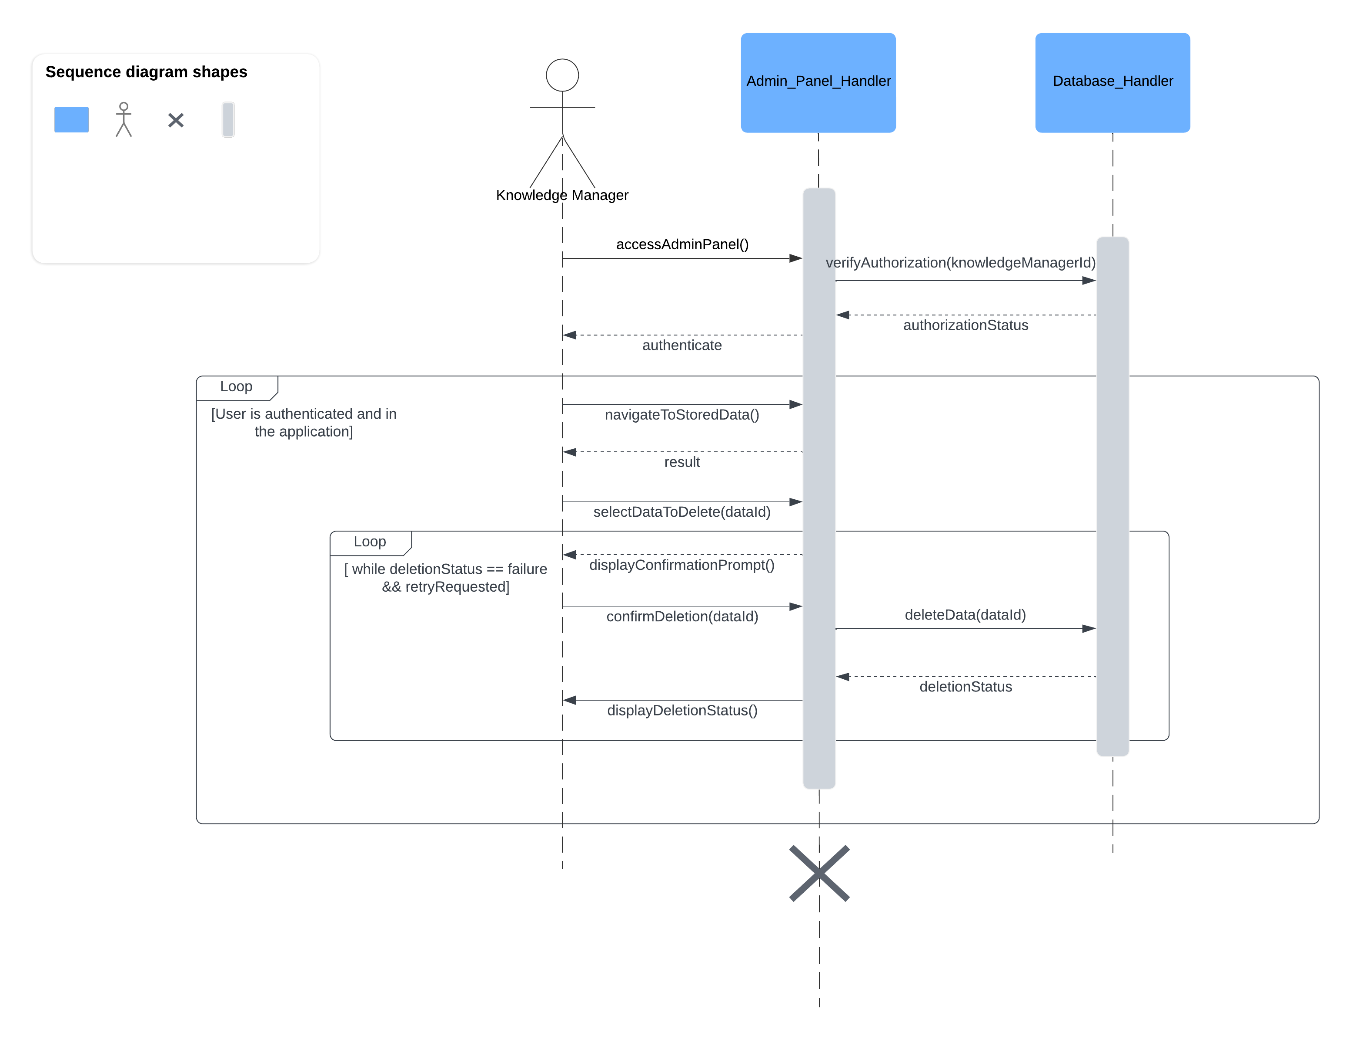 Sequence diagram shapes
Admin_Panel_Handler
Database_Handler
Knowledge Manager
accessAdminPanel()
verifyAuthorization(knowledgeManagerId)
authorizationStatus
authenticate
Loop
[User is authenticated and in
the application]
navigateToStoredData()
result
selectDataToDelete(dataId)
Loop
[ while deletionStatus == failure
&& retryRequested]
displayConfirmationPrompt()
confirmDeletion(dataId)
deleteData(dataId)
deletionStatus
displayDeletionStatus()